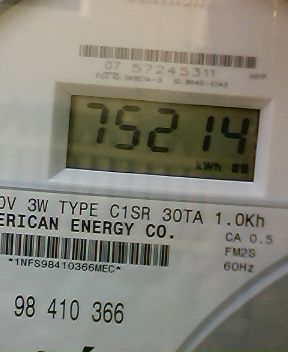 07 57245311
75214
kWh
0V 3W TYPE C1SR 30TA 1.0Kh
ERICAN ENERGY CO.
CA 0.5
FM2S
*1NFS98410366MEC*
60Hz
98 410 366